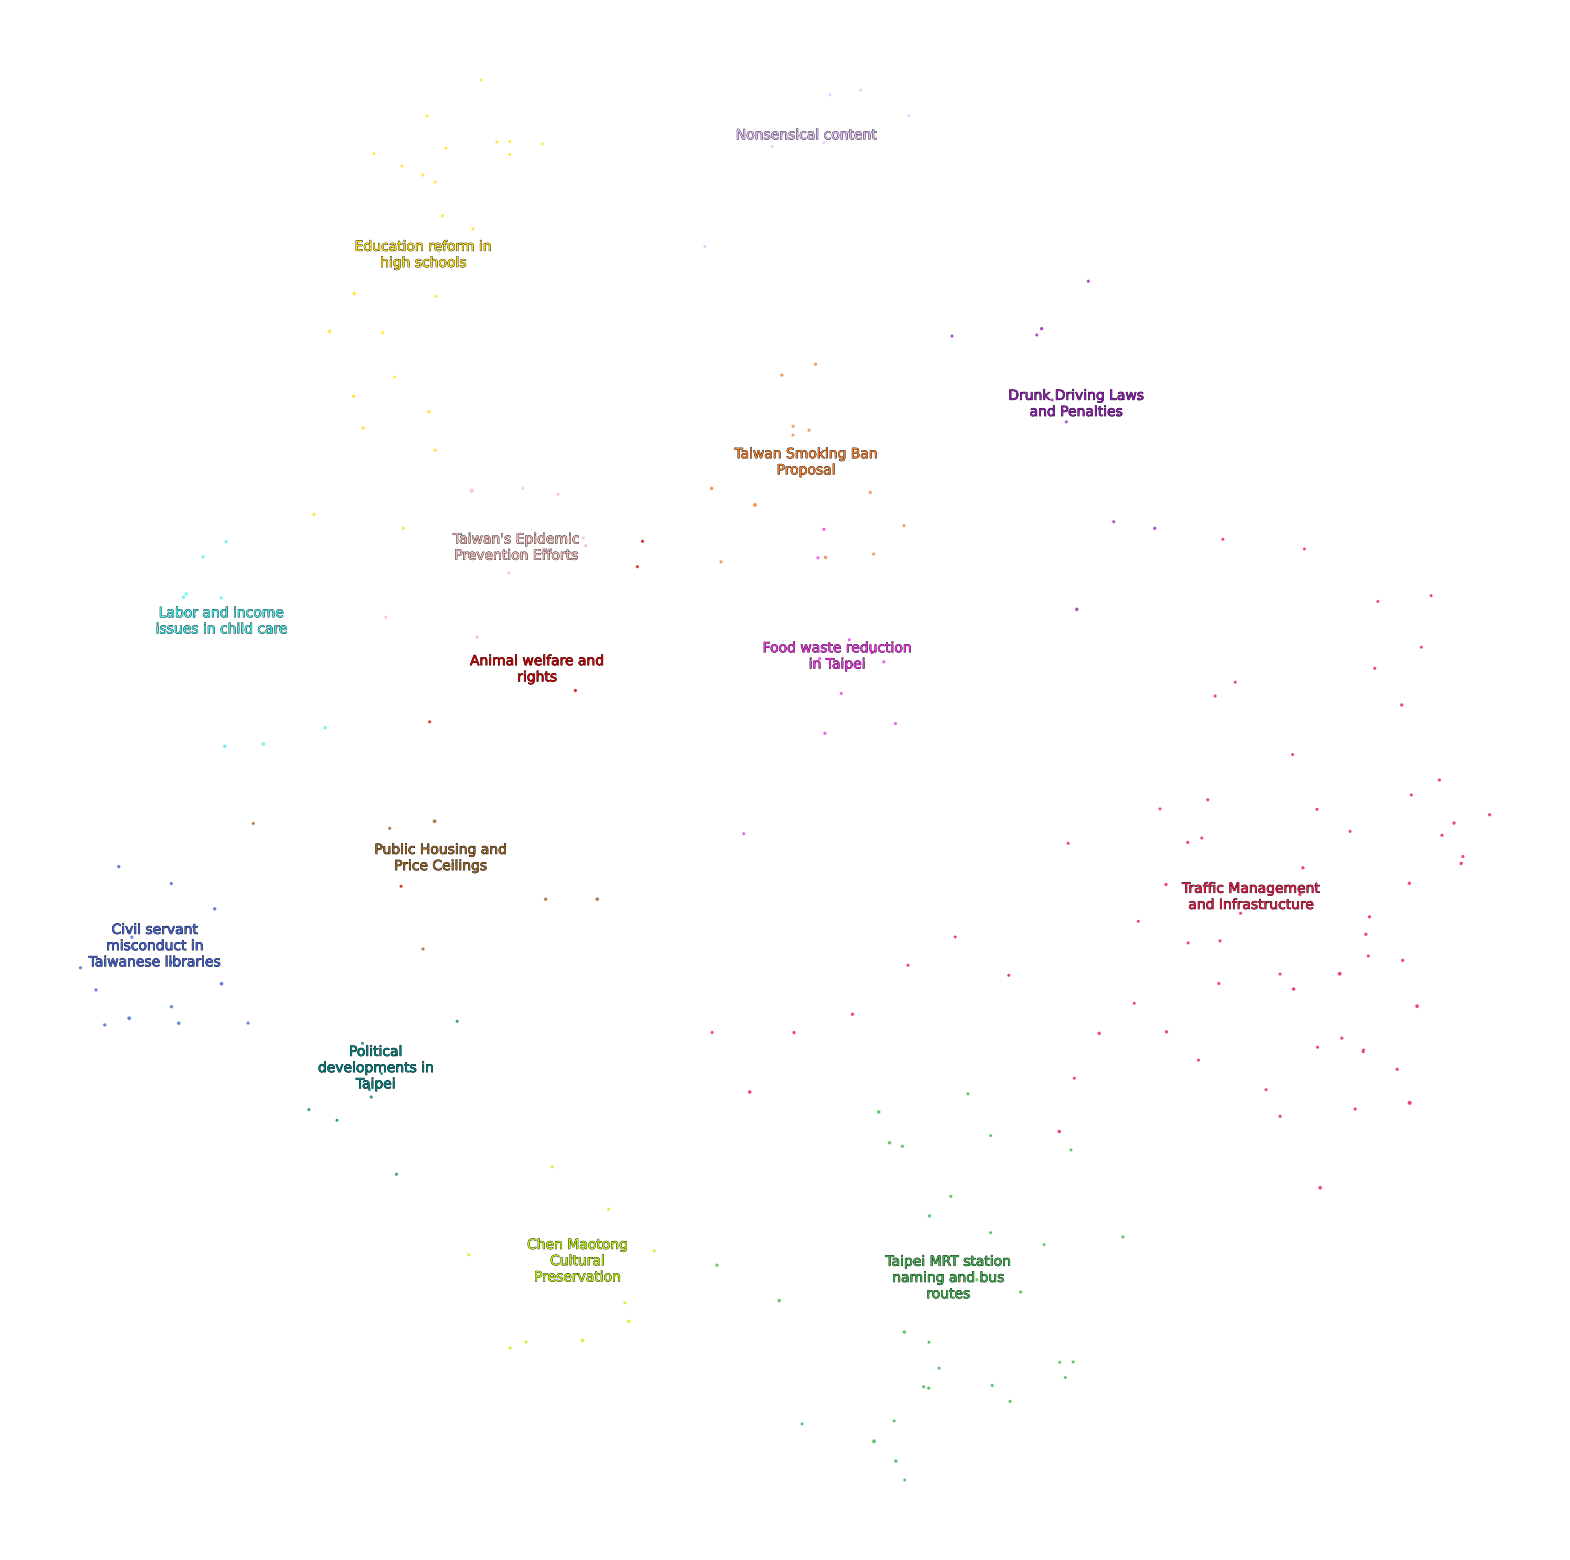 Nonsensical content
Education reform in
high schools
Drunk Driving Laws
and Penalties
Taiwan Smoking Ban
Proposal
Taiwan's Epidemic
Prevention Efforts
Labor and income
issues in child care
Food waste reduction
in Taipei
Animal welfare and
rights
Public Housing and
Price Ceilings
Traffic Management
and Infrastructure
Civil servant
misconduct in
Taiwanese libraries
Political
developments in
Taipei
Chen Maotong
Cultural
Preservation
Taipei MRT station
naming and bus
routes